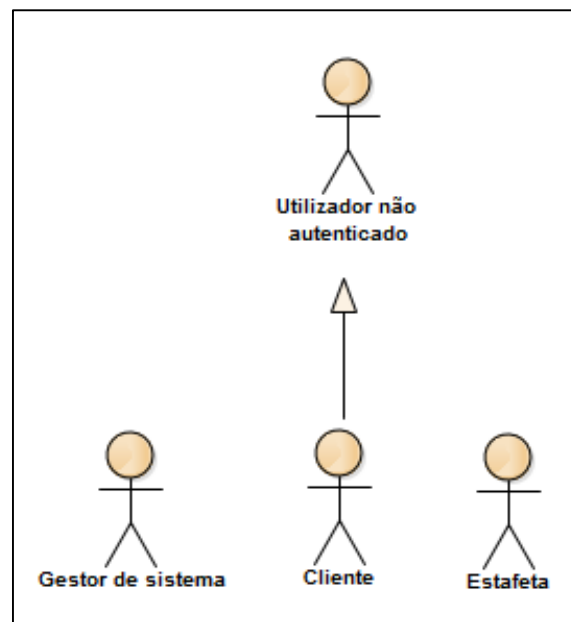 Utilizador não
autenticado
Gestor de sistema
Cliente
Estafeta